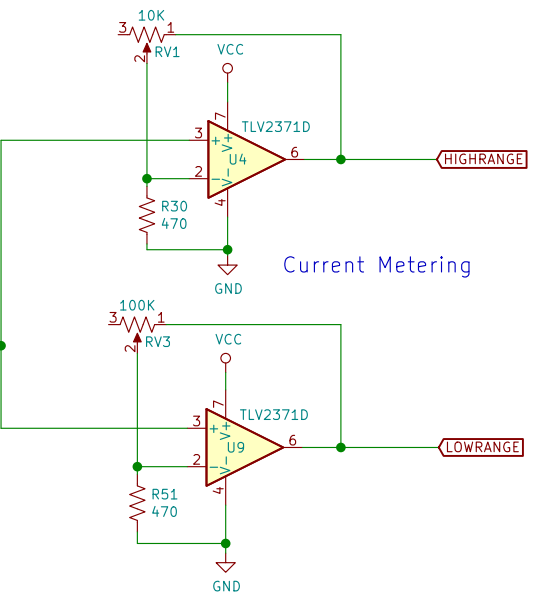 10K
3 1
2 RV1
VCC
7
TLV2371D
3 + V+
U4 6
HIGHRANGE
2 − V-
4
R30
470
GND
Current Metering
100K
3 1
2 RV3
VCC
7
TLV2371D
3 + V+
U9 6
LOWRANGE
2 − V-
4
R51
470
GND